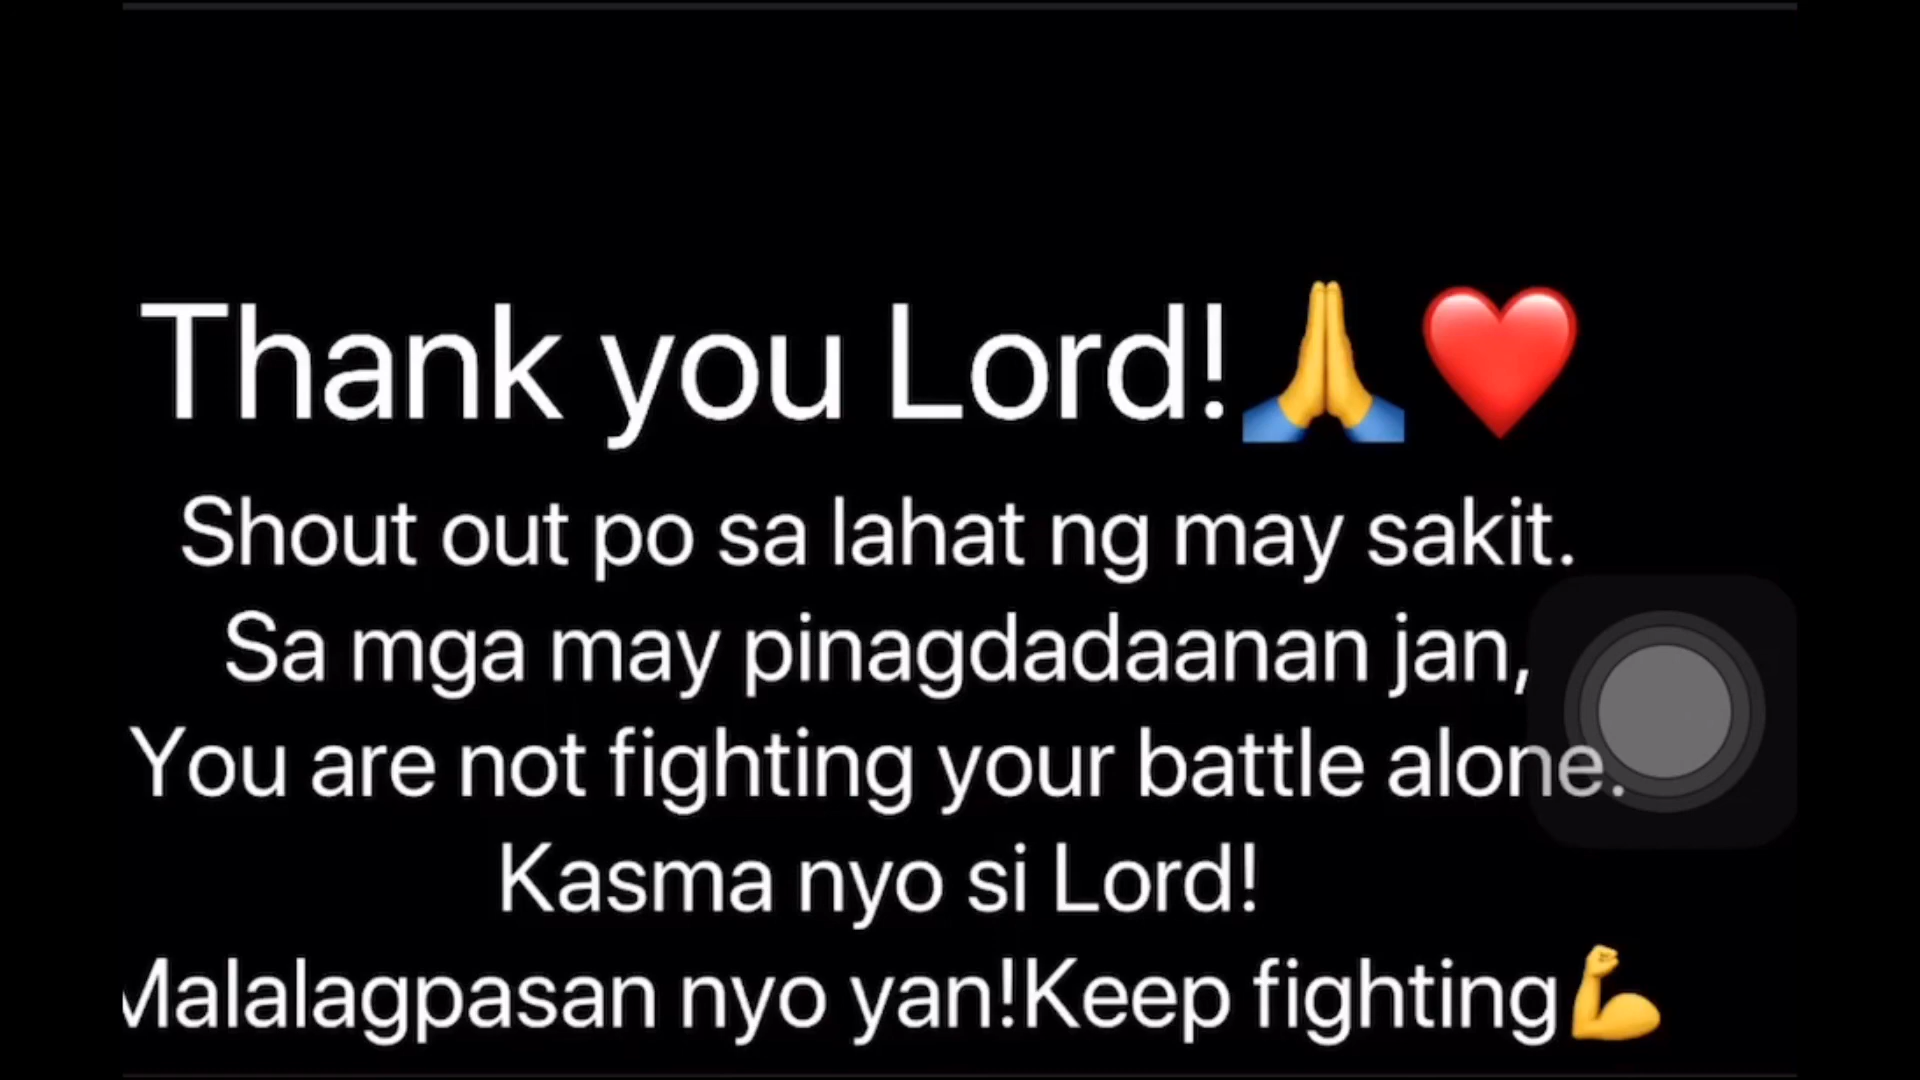 Thank you Lord!🙏❤️
Shout out po sa lahat ng may sakit.
Sa mga may pinagdadaanan jan,
You are not fighting your battle alone.
Kasma nyo si Lord!
Malalagpasan nyo yan!Keep fighting💪